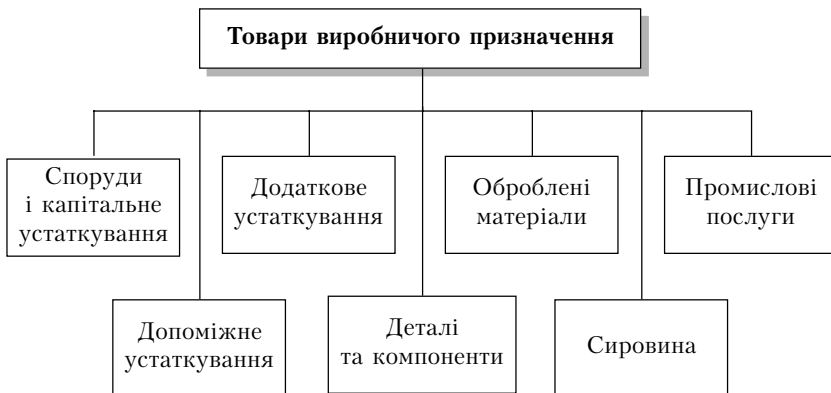 Товари виробничого призначення
Споруди
і капітальне
устаткування
Додаткове
устаткування
Оброблені
матеріали
Промислові
послуги
Допоміжне
устаткування
Деталі
та компоненти
Сировина